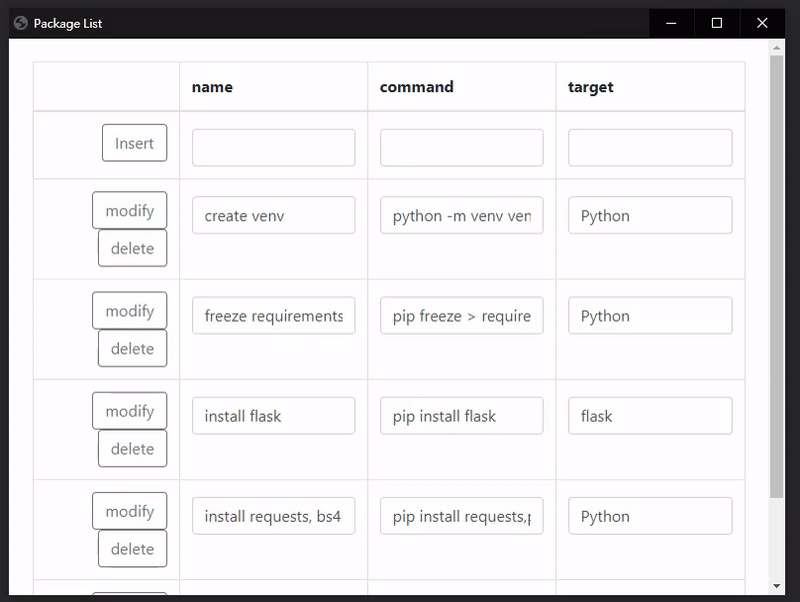 Package List
name command target
Insert
modify create venv python -m venv ven Python
delete
modify freeze requirements pip freeze > require Python
delete
modify install flask pip install flask flask
delete
modify install requests, bs4 pip install requests, Python
delete